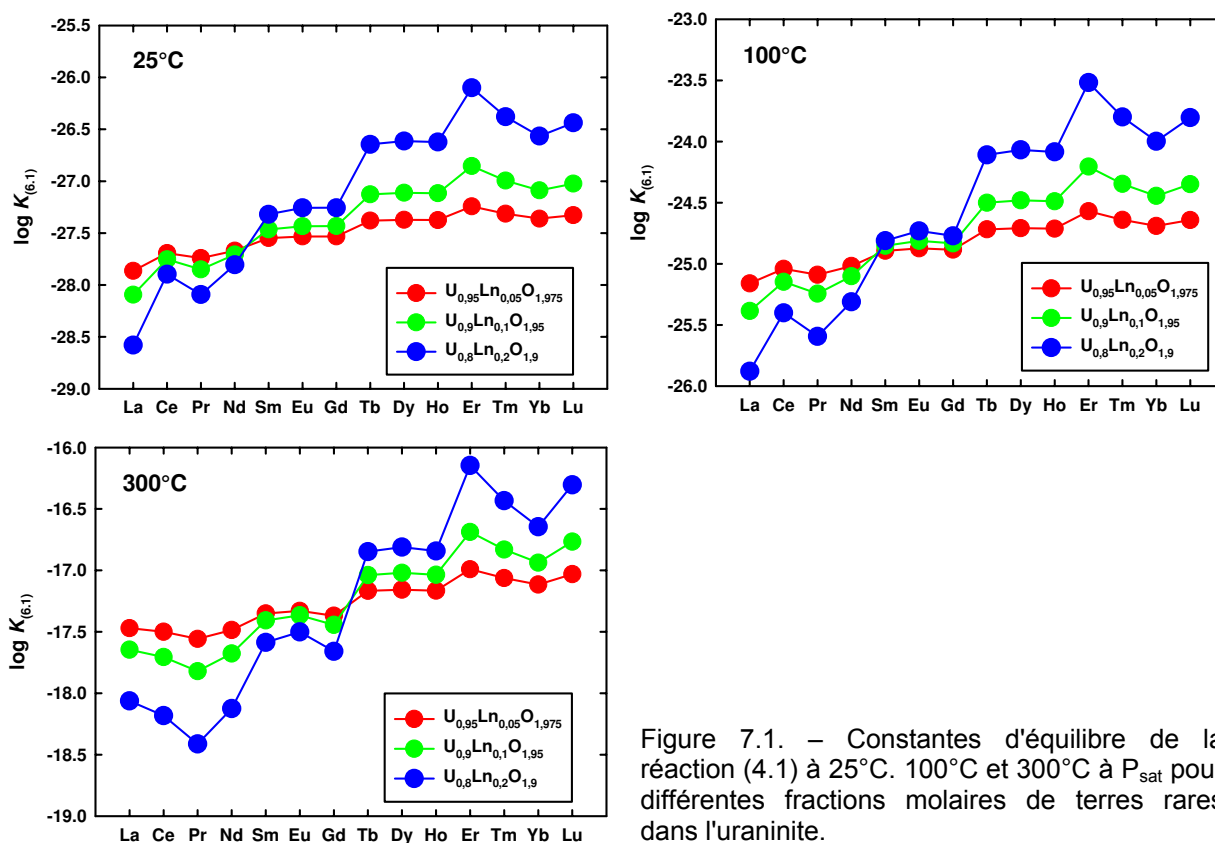 25°C
log K(6.1)
-25.5
-26.0
-26.5
-27.0
-27.5
-28.0
-28.5
-29.0
U0,95Ln0,05O1,975
U0,9Ln0,1O1,95
U0,8Ln0,2O1,9
La Ce Pr Nd Sm Eu Gd Tb Dy Ho Er Tm Yb Lu
100°C
log K(6.1)
-23.0
-23.5
-24.0
-24.5
-25.0
-25.5
-26.0
U0,95Ln0,05O1,975
U0,9Ln0,1O1,95
U0,8Ln0,2O1,9
La Ce Pr Nd Sm Eu Gd Tb Dy Ho Er Tm Yb Lu
300°C
log K(6.1)
-16.0
-16.5
-17.0
-17.5
-18.0
-18.5
-19.0
U0,95Ln0,05O1,975
U0,9Ln0,1O1,95
U0,8Ln0,2O1,9
La Ce Pr Nd Sm Eu Gd Tb Dy Ho Er Tm Yb Lu
Figure 7.1. – Constantes d'équilibre de la
réaction (4.1) à 25°C. 100°C et 300°C à Psat pou
différentes fractions molaires de terres rares
dans l'uraninite.